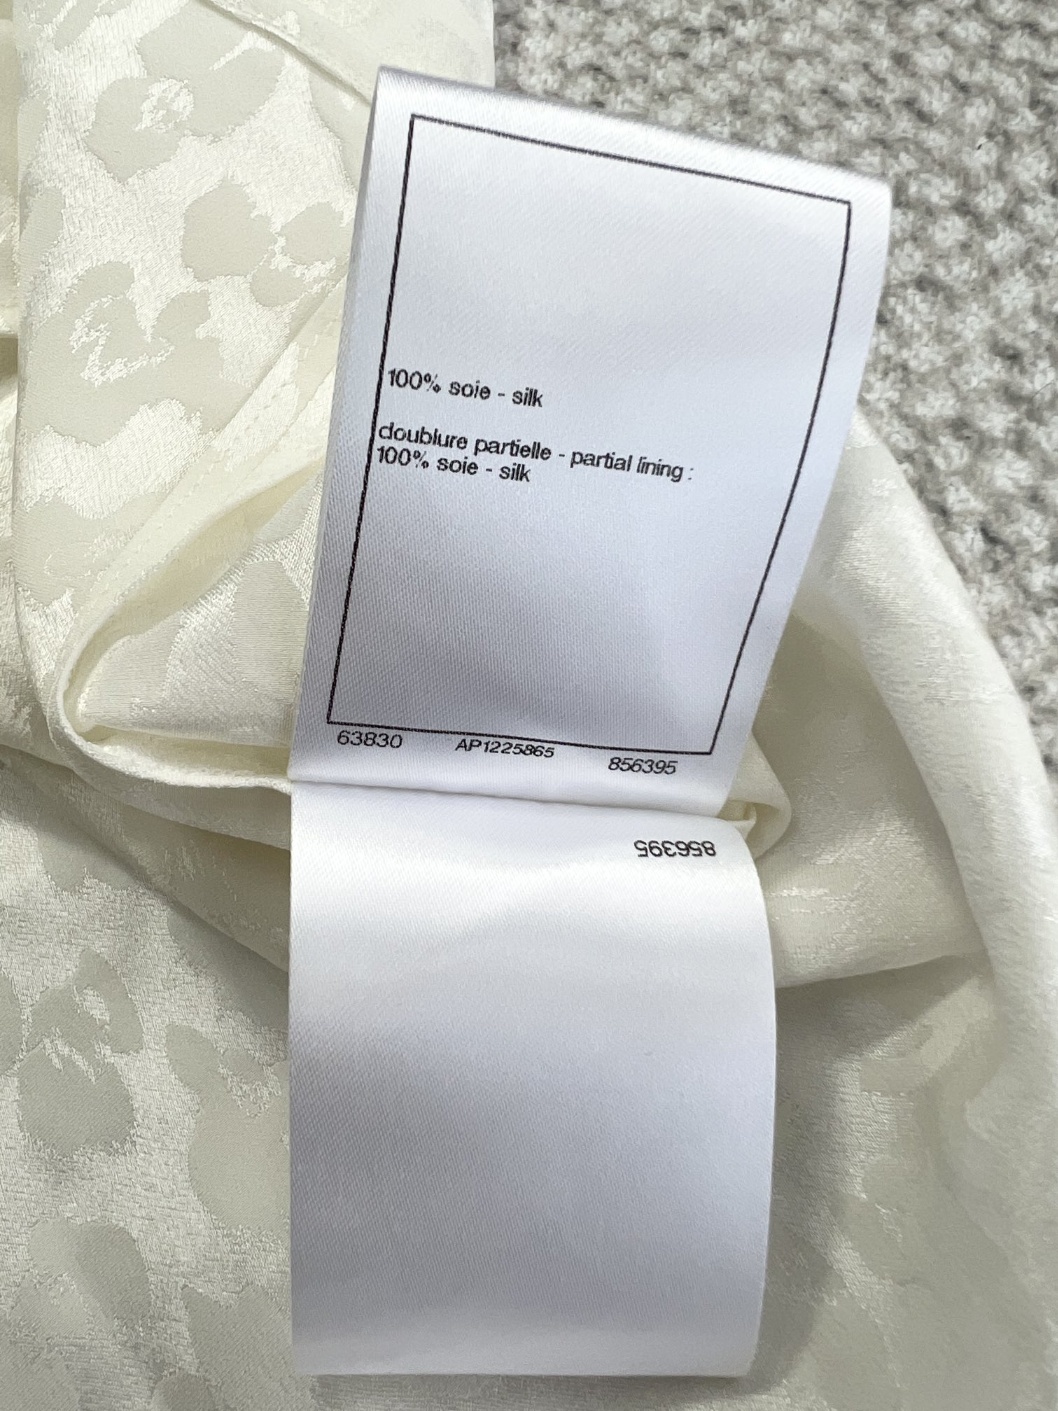 100% soie - silk
doublure partielle - partial lining :
100% soie - silk
63830 AP1225865 856395
856395